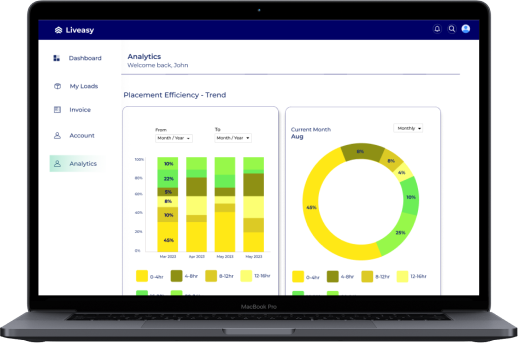 Liveasy
Analytics
Welcome back, John
Dashboard
My Loads
Invoice
Account
Analytics
Placement Efficiency - Trend
From
Month / Year
To
Month / Year
100%
80%
60%
40%
20%
0%
10%
22%
5%
8%
10%
45%
Mar 2023
Apr 2023
May 2023
May 2023
0-4hr
4-8hr
8-12hr
12-16hr
Current Month
Aug
Monthly
8%
8%
4%
10%
25%
45%
0-4hr
4-8hr
8-12hr
12-16hr
MacBook Pro